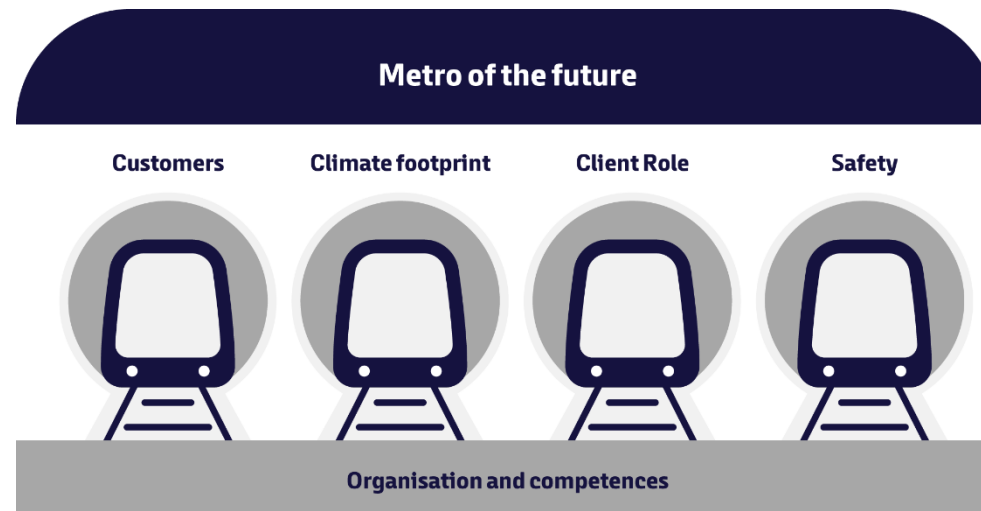 Metro of the future
Customers
Climate footprint
Client Role
Safety
Organisation and competences